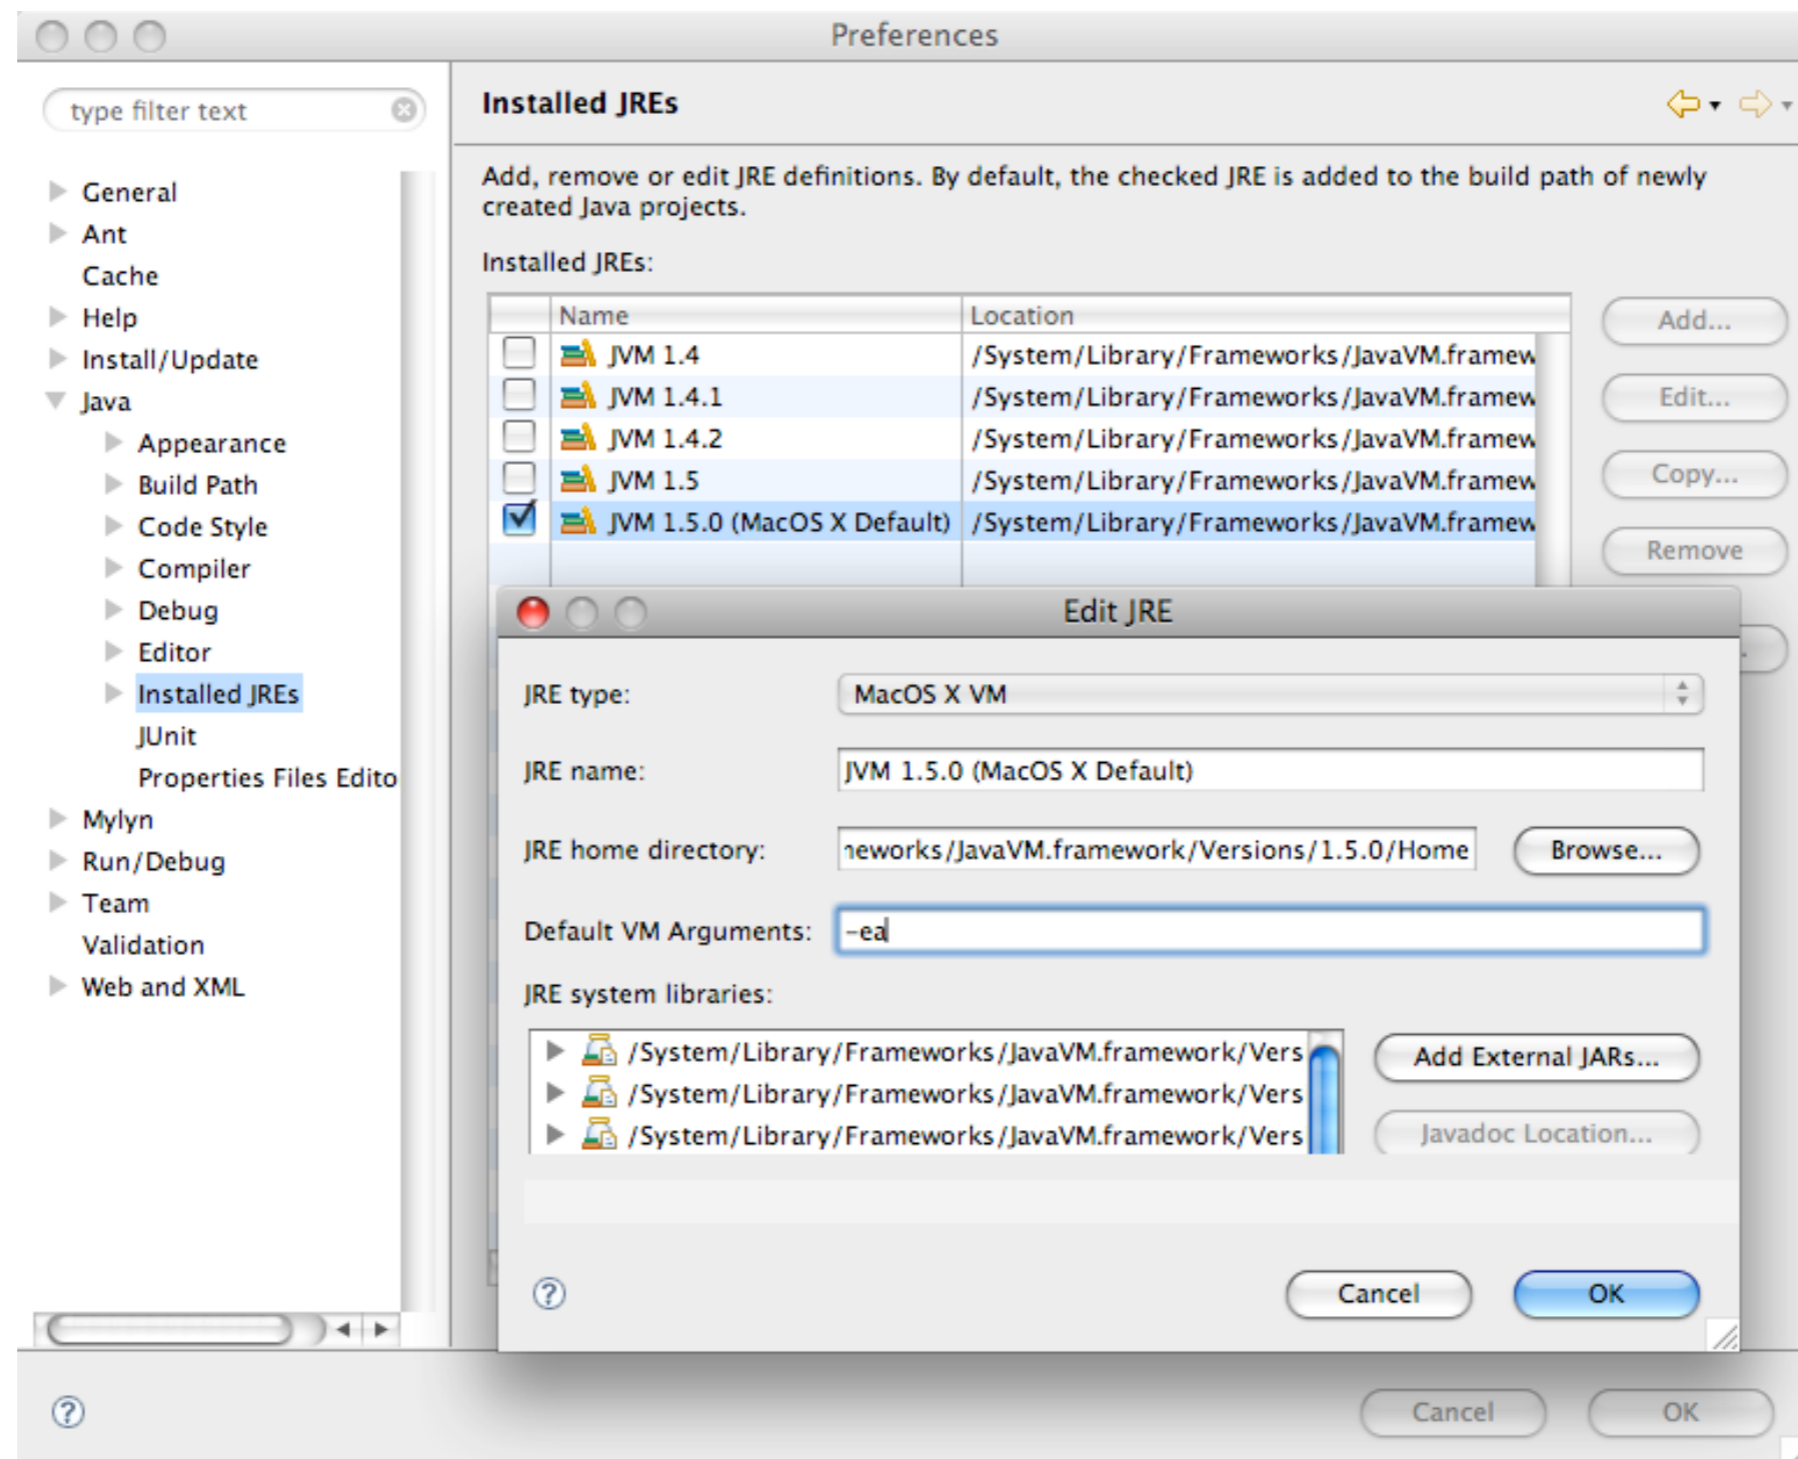 Preferences
type filter text
General
Ant
Cache
Help
Install/Update
Java
Appearance
Build Path
Code Style
Compiler
Debug
Editor
Installed JREs
JUnit
Properties Files Edito
Mylyn
Run/Debug
Team
Validation
Web and XML
Installed JREs
Add, remove or edit JRE definitions. By default, the checked JRE is added to the build path of newly
created Java projects.
Installed JREs:
Name Location
JVM 1.4 /System/Library/Frameworks/JavaVM.framew
JVM 1.4.1 /System/Library/Frameworks/JavaVM.framew
JVM 1.4.2 /System/Library/Frameworks/JavaVM.framew
JVM 1.5 /System/Library/Frameworks/JavaVM.framew
JVM 1.5.0 (MacOS X Default) /System/Library/Frameworks/JavaVM.framew
Add...
Edit...
Copy...
Remove
Edit JRE
JRE type: MacOS X VM
JRE name: JVM 1.5.0 (MacOS X Default)
JRE home directory: neworks/JavaVM.framework/Versions/1.5.0/Home Browse...
Default VM Arguments: -ea
JRE system libraries:
/System/Library/Frameworks/JavaVM.framework/Vers
/System/Library/Frameworks/JavaVM.framework/Vers
/System/Library/Frameworks/JavaVM.framework/Vers
Add External JARs...
Javadoc Location...
? Cancel OK
? Cancel OK